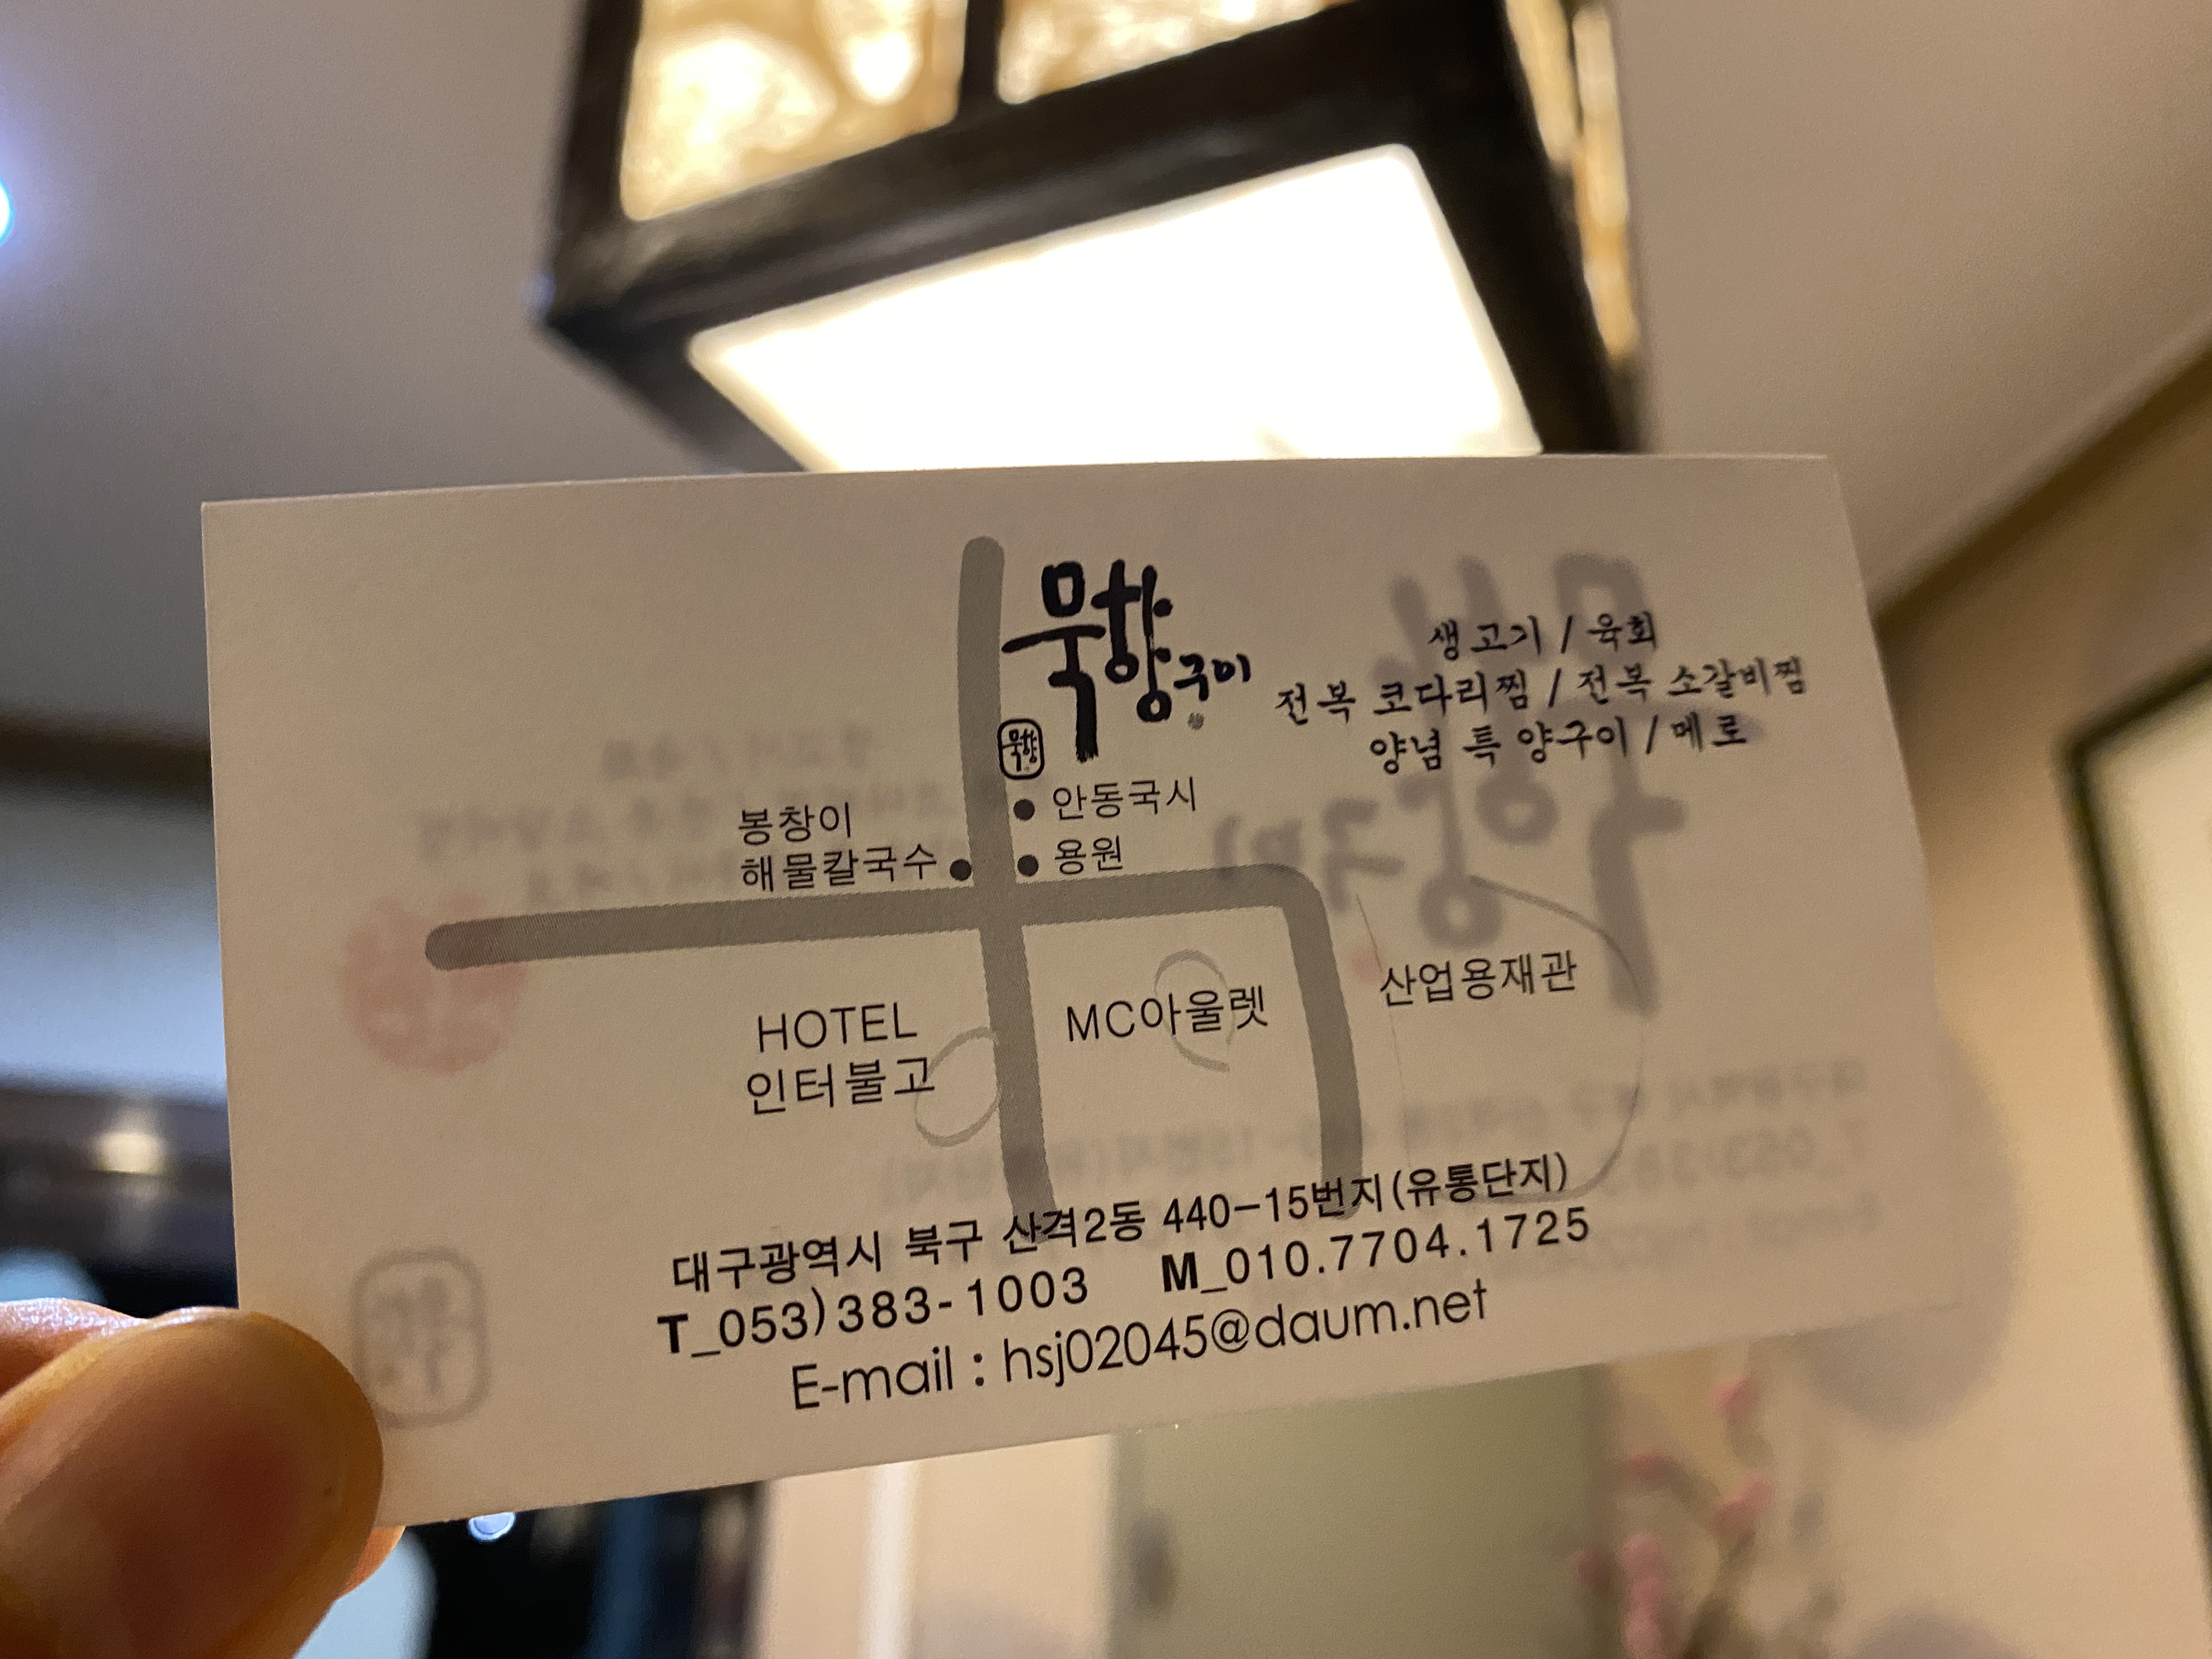 묵향구이
생고기 / 육회
전복 코다리찜 / 전복 소갈비찜
양념 특 양구이 / 메로
묵향
안동국시
봉창이
해물칼국수
용원
산업용재관
HOTEL
인터불고
MC아울렛
대구광역시 북구 산격2동 440-15번지(유통단지)
T_053)383-1003 M_010.7704.1725
E-mail : hsj02045@daum.net